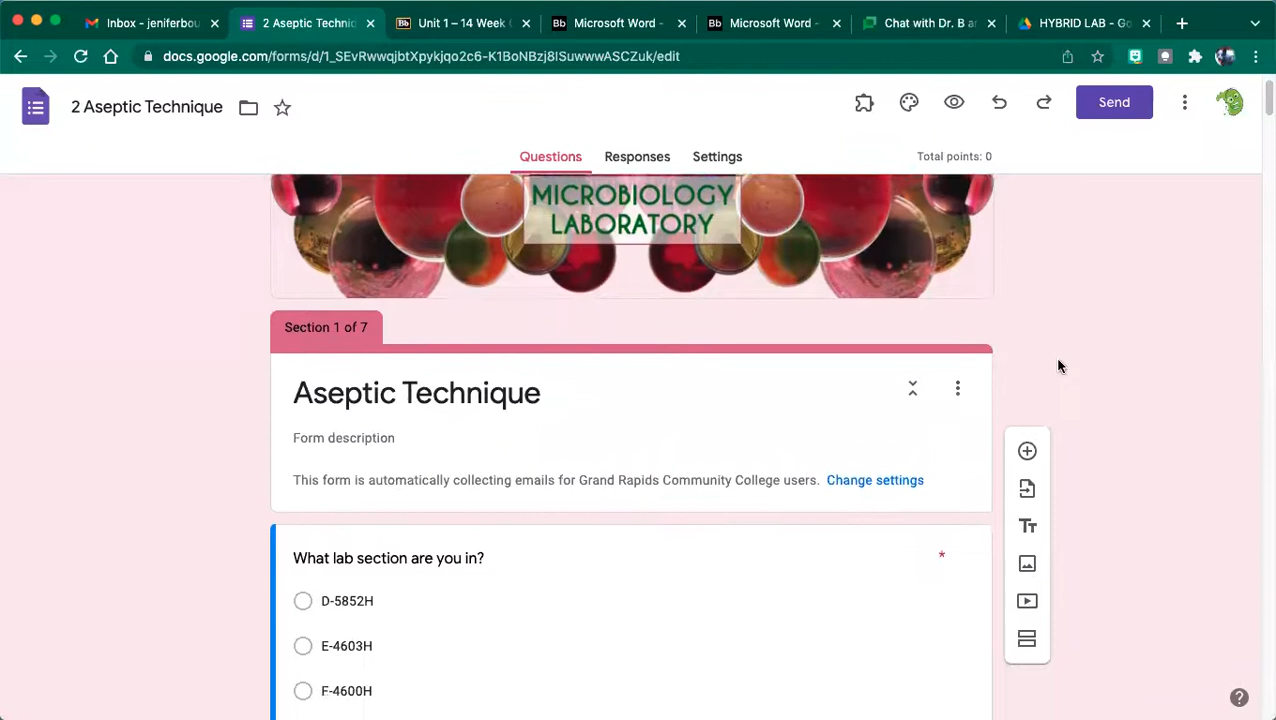 Inbox - jeniferbou
2 Aseptic Techni
Unit 1 – 14 Week
Microsoft Word -
Microsoft Word -
Chat with Dr. B an
HYBRID LAB - Go
docs.google.com/forms/d/1_SEvRwwqjbtXpykjqo2c6-K1BoNBzj8ISuwwwASCZuk/edit
2 Aseptic Technique
Send
Questions
Responses
Settings
Total points: 0
MICROBIOLOGY
LABORATORY
Section 1 of 7
Aseptic Technique
Form description
This form is automatically collecting emails for Grand Rapids Community College users. Change settings
What lab section are you in? *
D-5852H
E-4603H
F-4600H